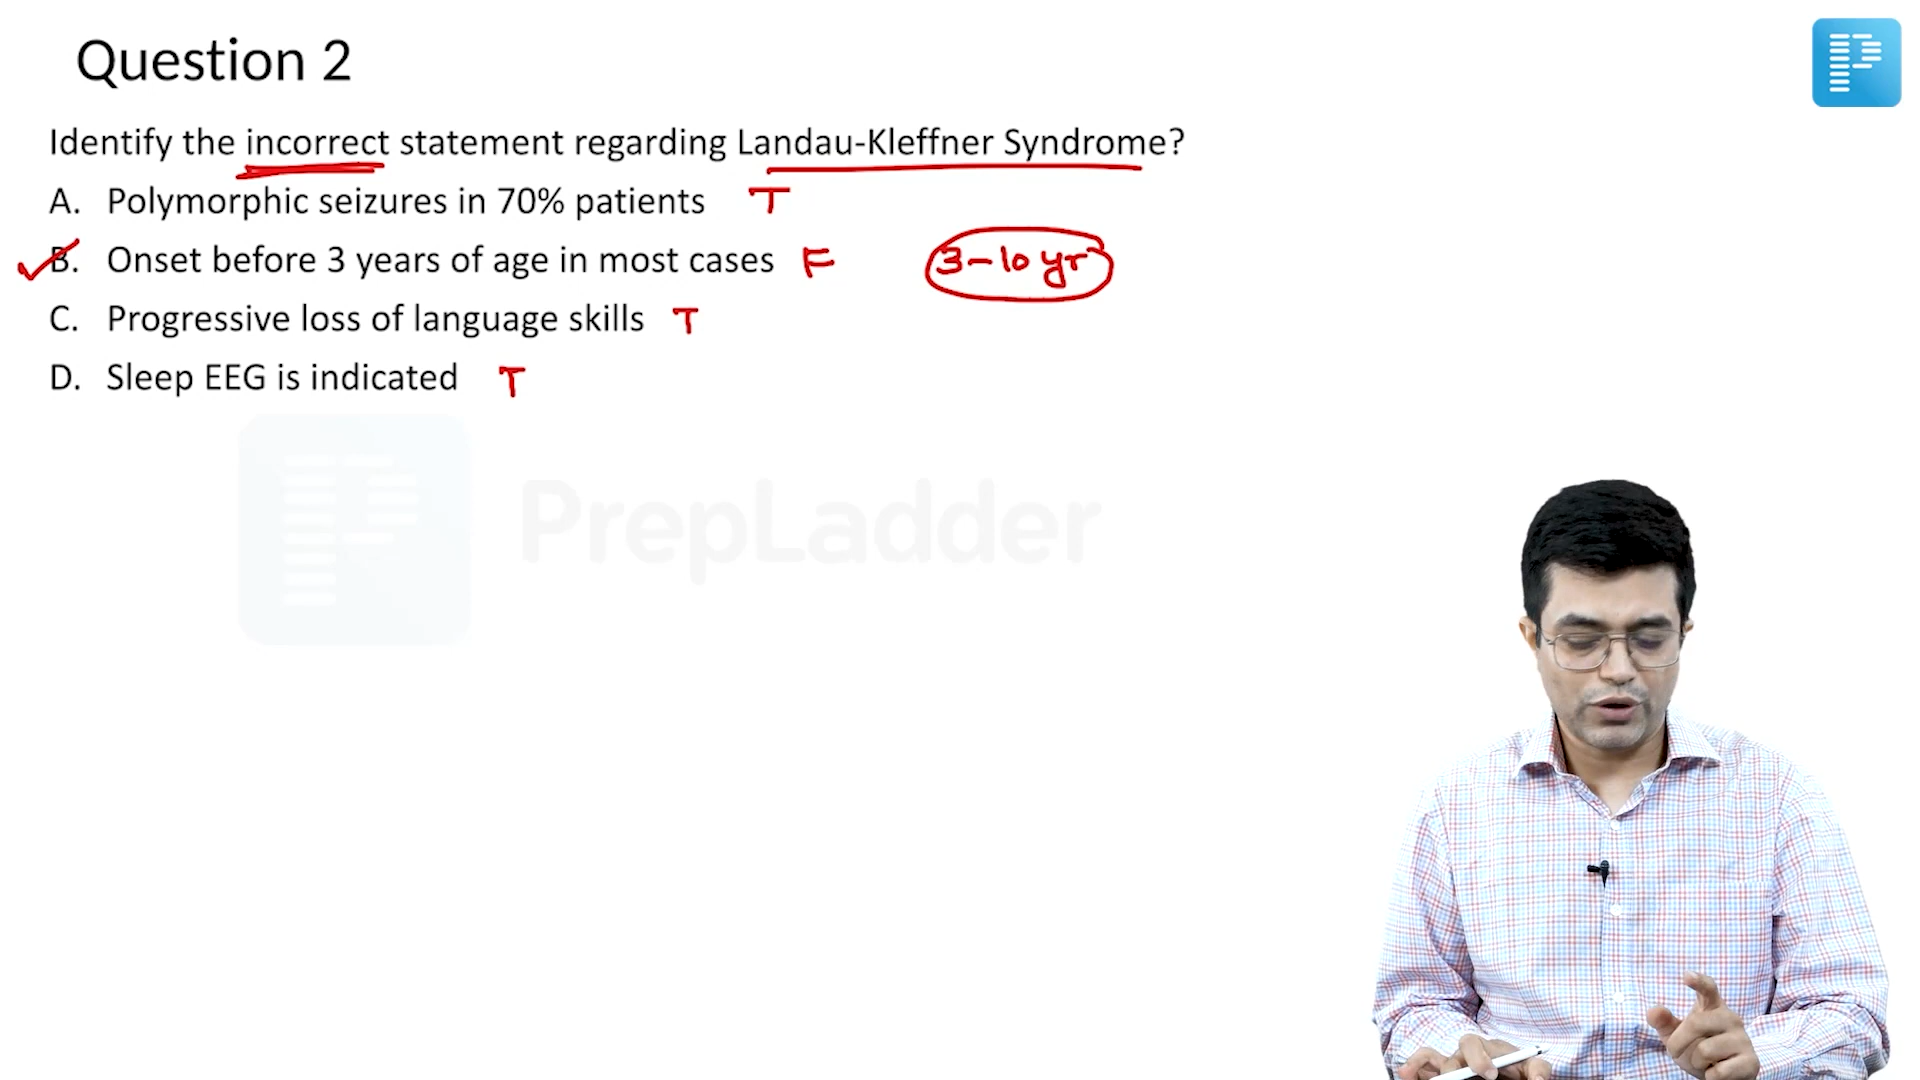 Question 2
Identify the incorrect statement regarding Landau-Kleffner Syndrome?
A. Polymorphic seizures in 70% patients T
B. Onset before 3 years of age in most cases F 3-10 yr
C. Progressive loss of language skills T
D. Sleep EEG is indicated T
PrepLadder